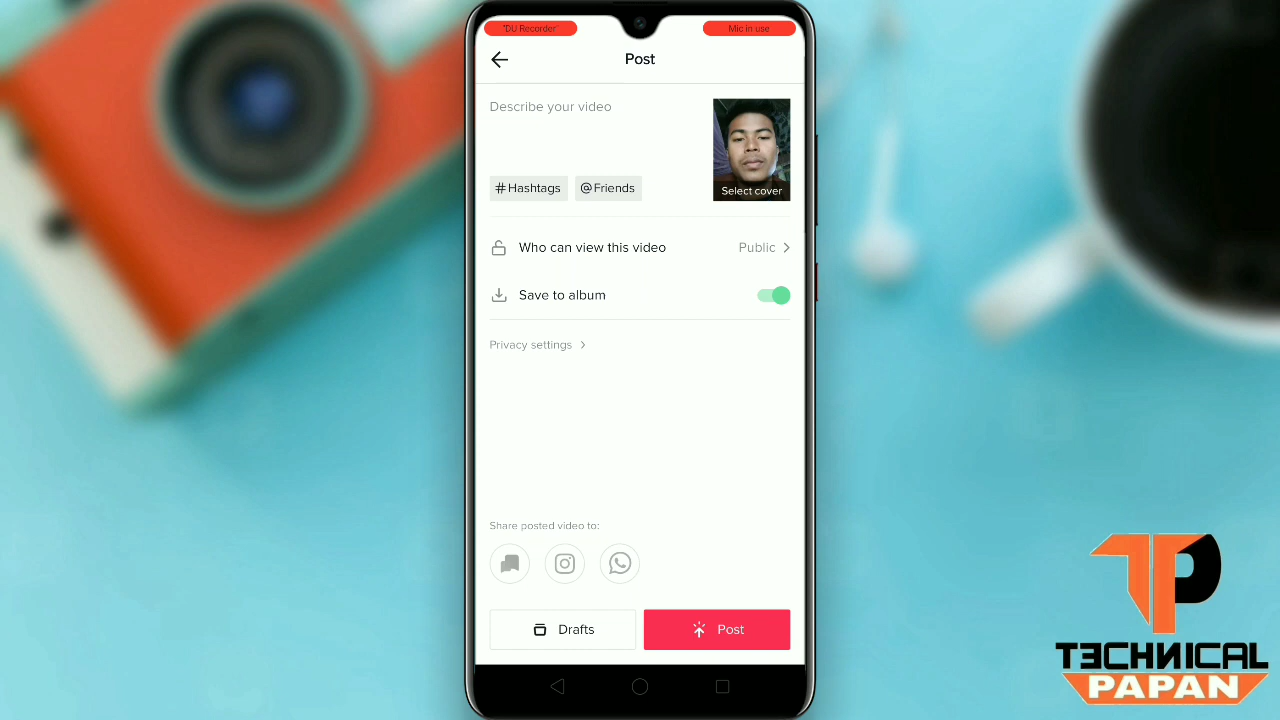 "DU Recorder"
Mic in use
Post
Describe your video
Select cover
#Hashtags
@Friends
Who can view this video
Public
Save to album
Privacy settings
Share posted video to:
Drafts
Post
TP
TECHNICAL
PAPAN